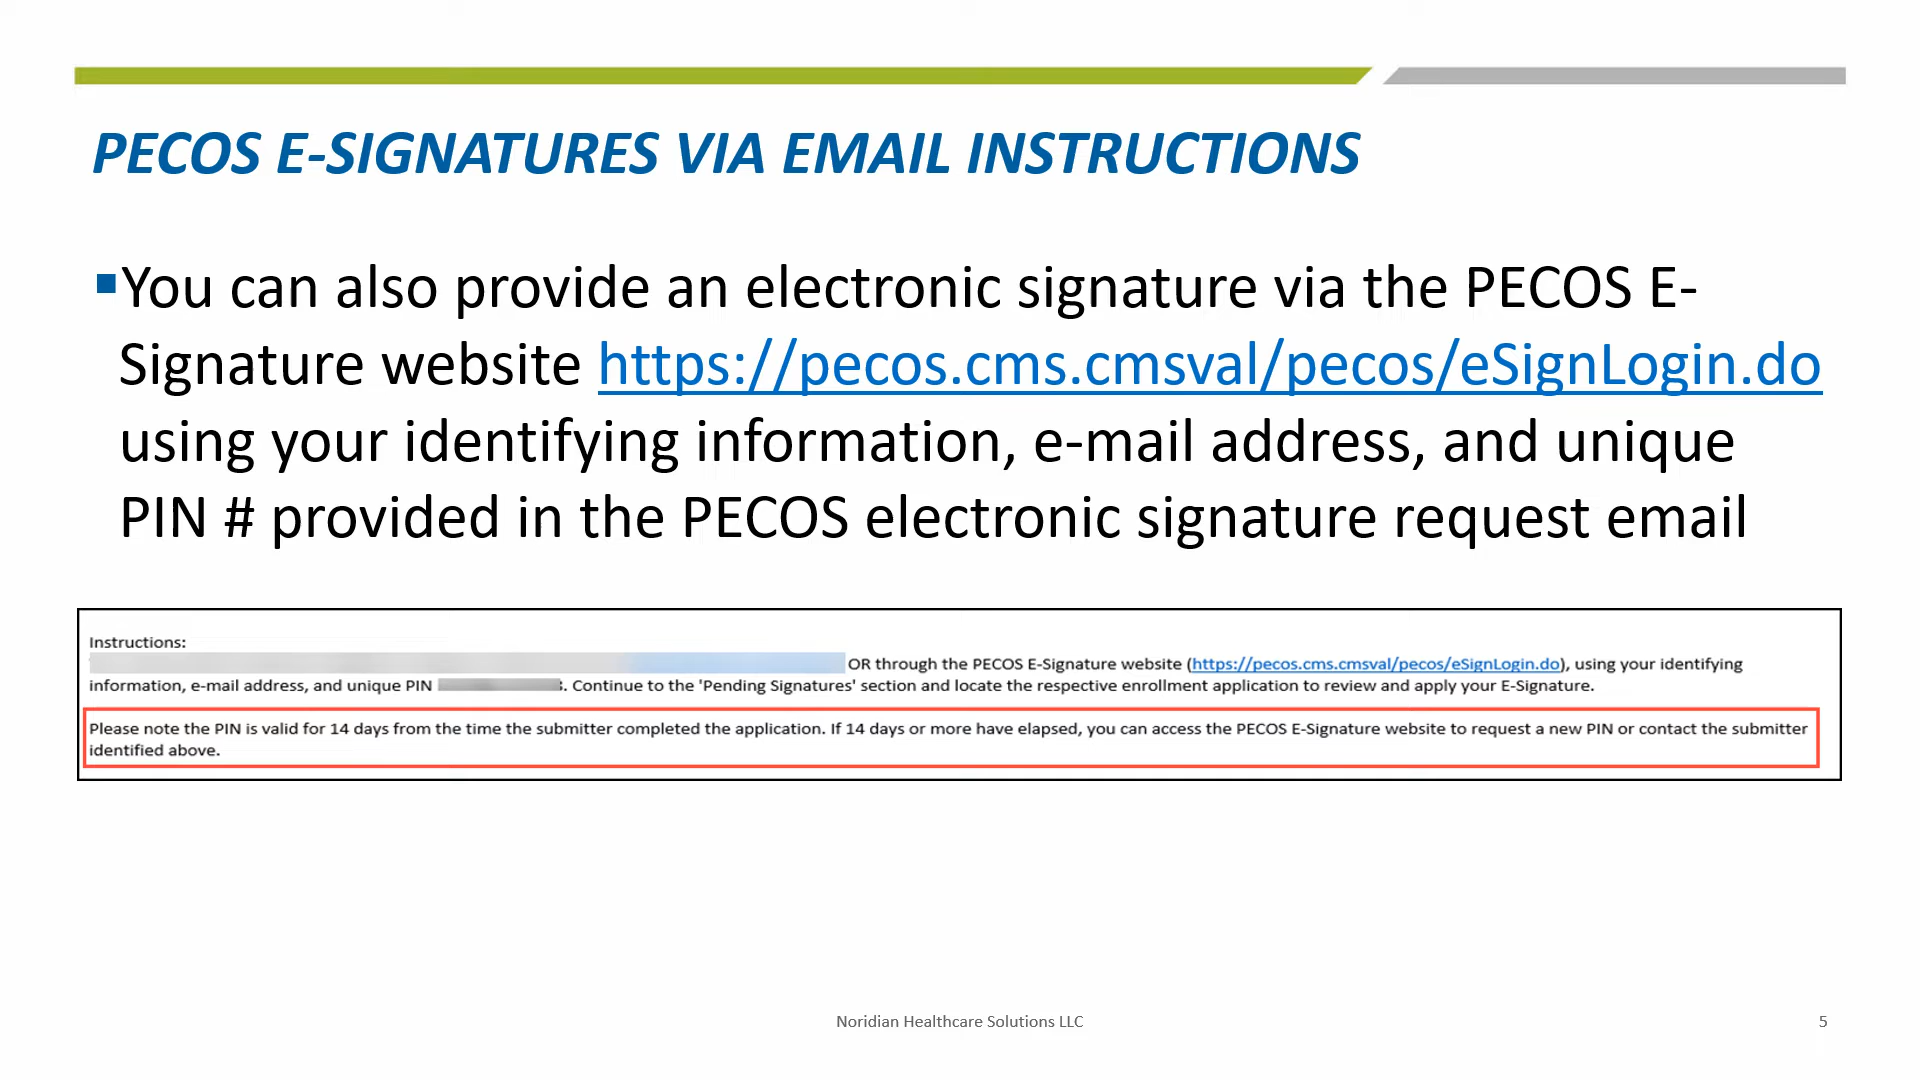 PECOS E-SIGNATURES VIA EMAIL INSTRUCTIONS
▪You can also provide an electronic signature via the PECOS E-
Signature website https://pecos.cms.cmsval/pecos/eSignLogin.do
using your identifying information, e-mail address, and unique
PIN # provided in the PECOS electronic signature request email
Instructions:
OR through the PECOS E-Signature website (https://pecos.cms.cmsval/pecos/eSignLogin.do), using your identifying
information, e-mail address, and unique PIN . Continue to the 'Pending Signatures' section and locate the respective enrollment application to review and apply your E-Signature.
Please note the PIN is valid for 14 days from the time the submitter completed the application. If 14 days or more have elapsed, you can access the PECOS E-Signature website to request a new PIN or contact the submitter
identified above.
Noridian Healthcare Solutions LLC
5